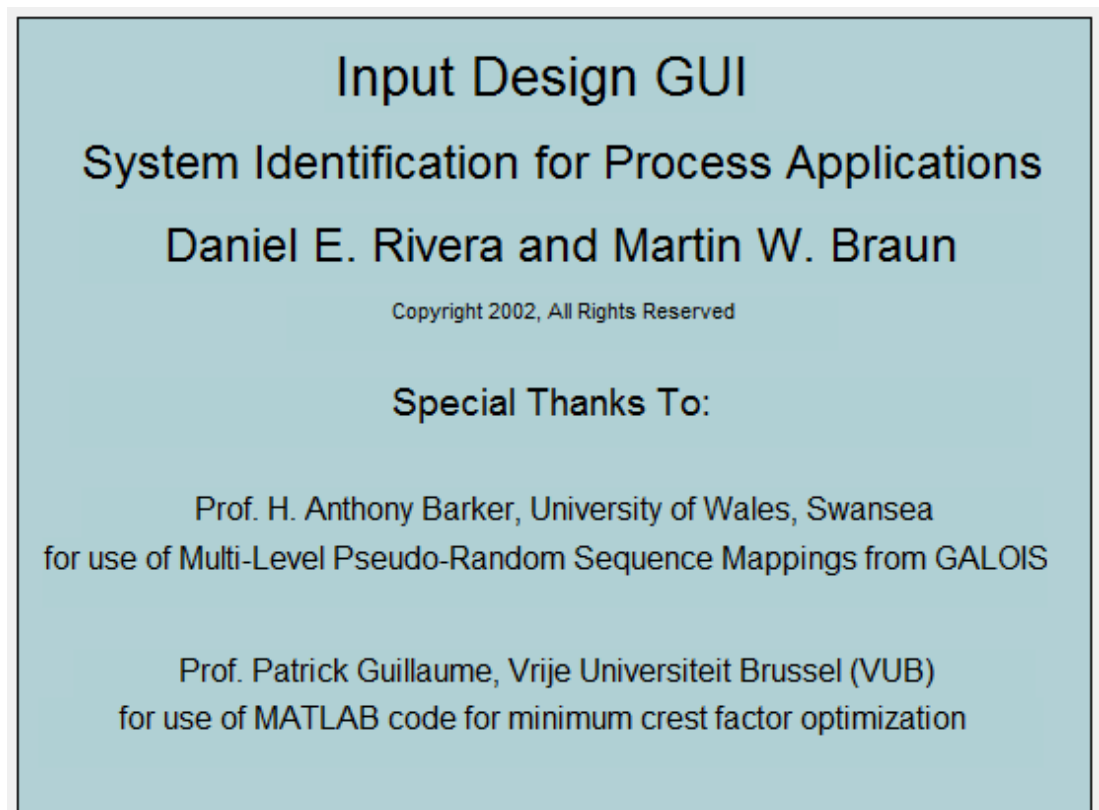 Input Design GUI
System Identification for Process Applications
Daniel E. Rivera and Martin W. Braun
Copyright 2002, All Rights Reserved
Special Thanks To:
Prof. H. Anthony Barker, University of Wales, Swansea
for use of Multi-Level Pseudo-Random Sequence Mappings from GALOIS
Prof. Patrick Guillaume, Vrije Universiteit Brussel (VUB)
for use of MATLAB code for minimum crest factor optimization